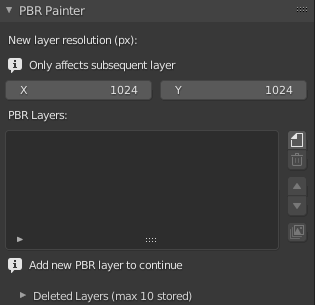 PBR Painter
New layer resolution (px):
Only affects subsequent layer
X 1024 Y 1024
PBR Layers:
Add new PBR layer to continue
Deleted Layers (max 10 stored)